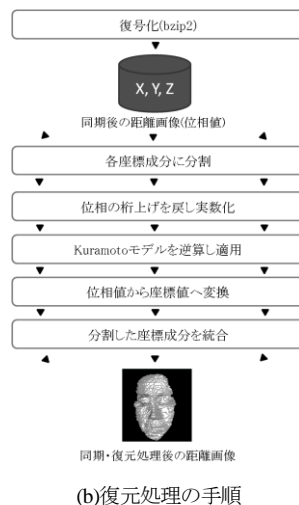 復号化(bzip2)
X, Y, Z
同期後の距離画像(位相値)
各座標成分に分割
位相の桁上げを戻し実数化
Kuramotoモデルを逆算し適用
位相値から座標値へ変換
分割した座標成分を統合
同期・復元処理後の距離画像
(b)復元処理の手順